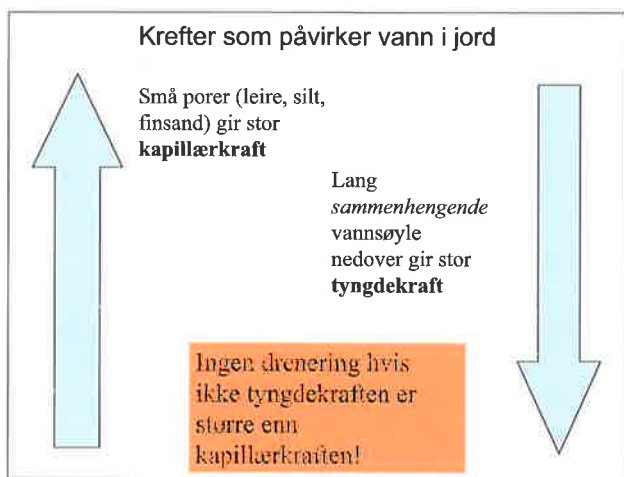 Krefter som påvirker vann i jord
Små porer (leire, silt,
finsand) gir stor
kapillærkraft
Lang
sammenhengende
vannsøyle
nedover gir stor
tyngdekraft
Ingen drenering hvis
ikke tyngdekraften er
større enn
kapillærkraften!